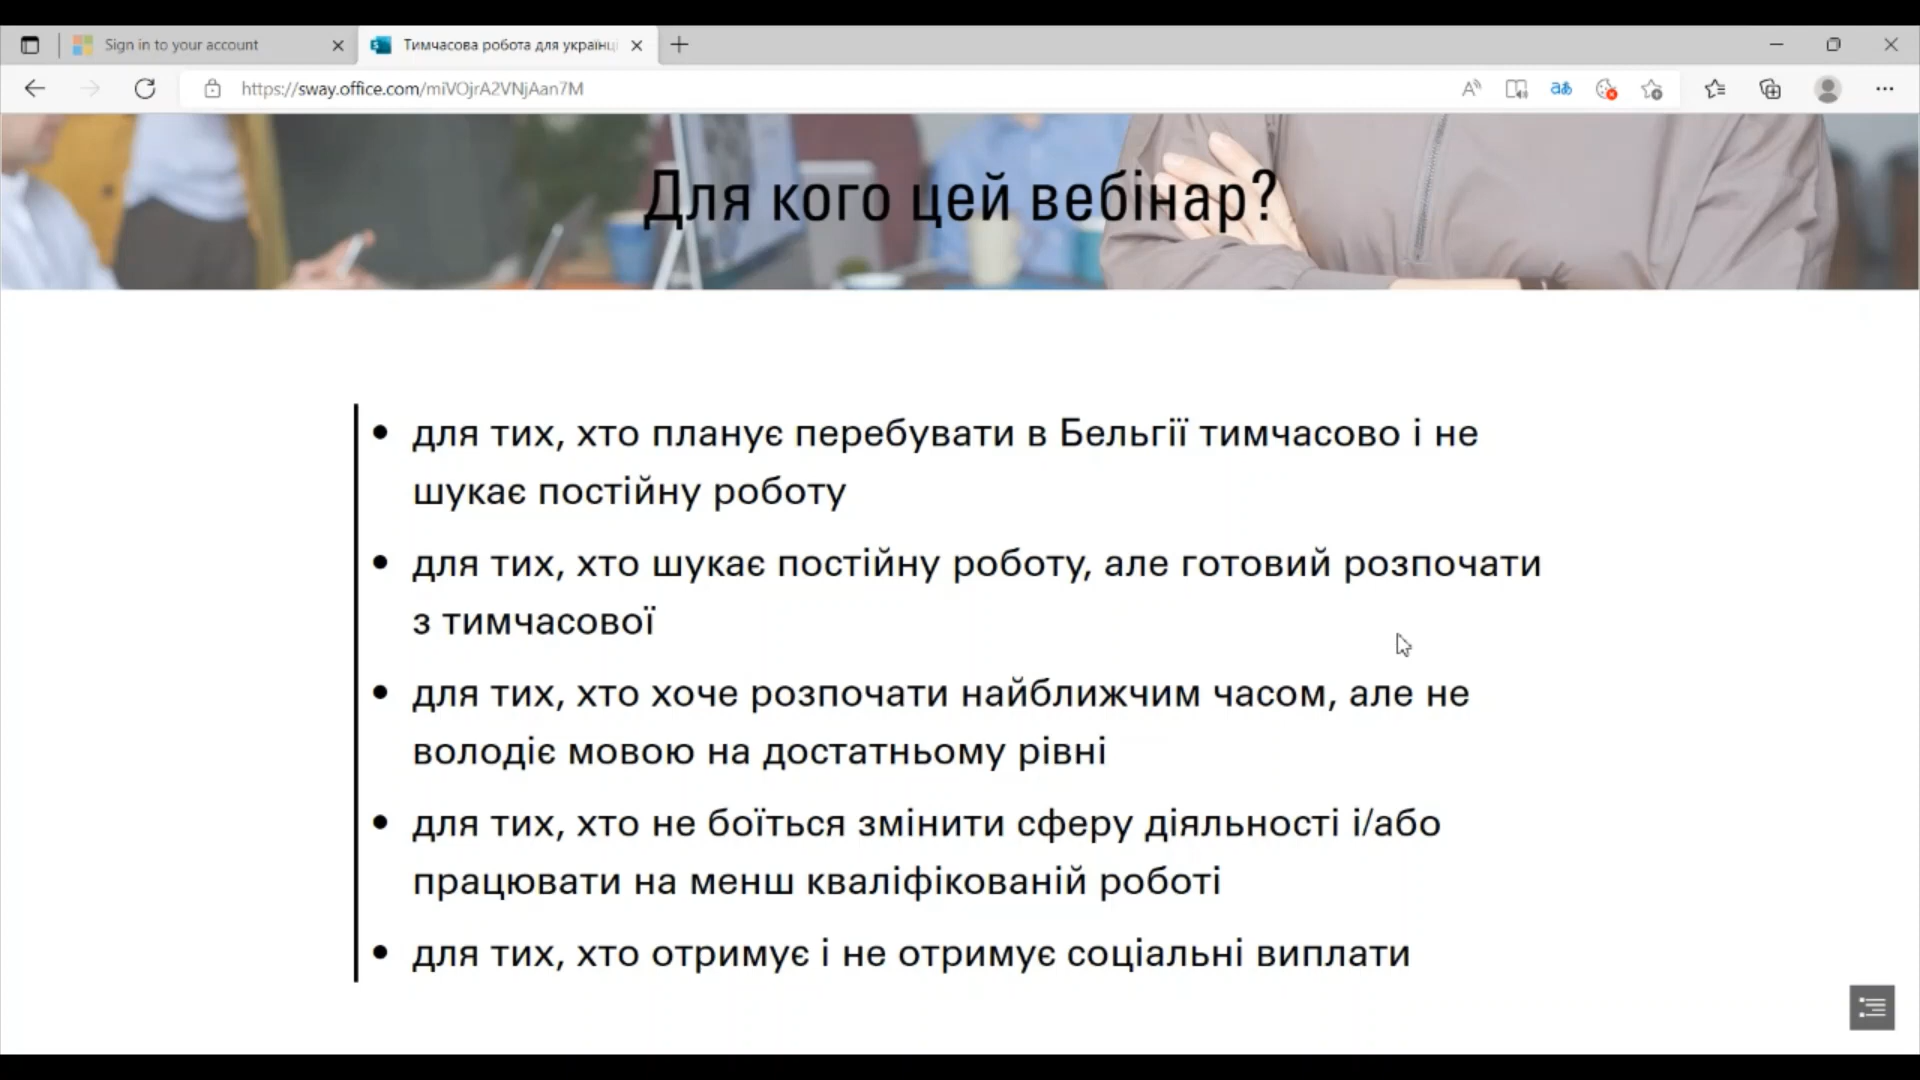 Sign in to your account
Тимчасова робота для українці
https://sway.office.com/miVOjrA2VNjAan7M
Для кого цей вебінар?
• для тих, хто планує перебувати в Бельгії тимчасово і не
шукає постійну роботу
• для тих, хто шукає постійну роботу, але готовий розпочати
з тимчасової
• для тих, хто хоче розпочати найближчим часом, але не
володіє мовою на достатньому рівні
• для тих, хто не боїться змінити сферу діяльності і/або
працювати на менш кваліфікованій роботі
• для тих, хто отримує і не отримує соціальні виплати